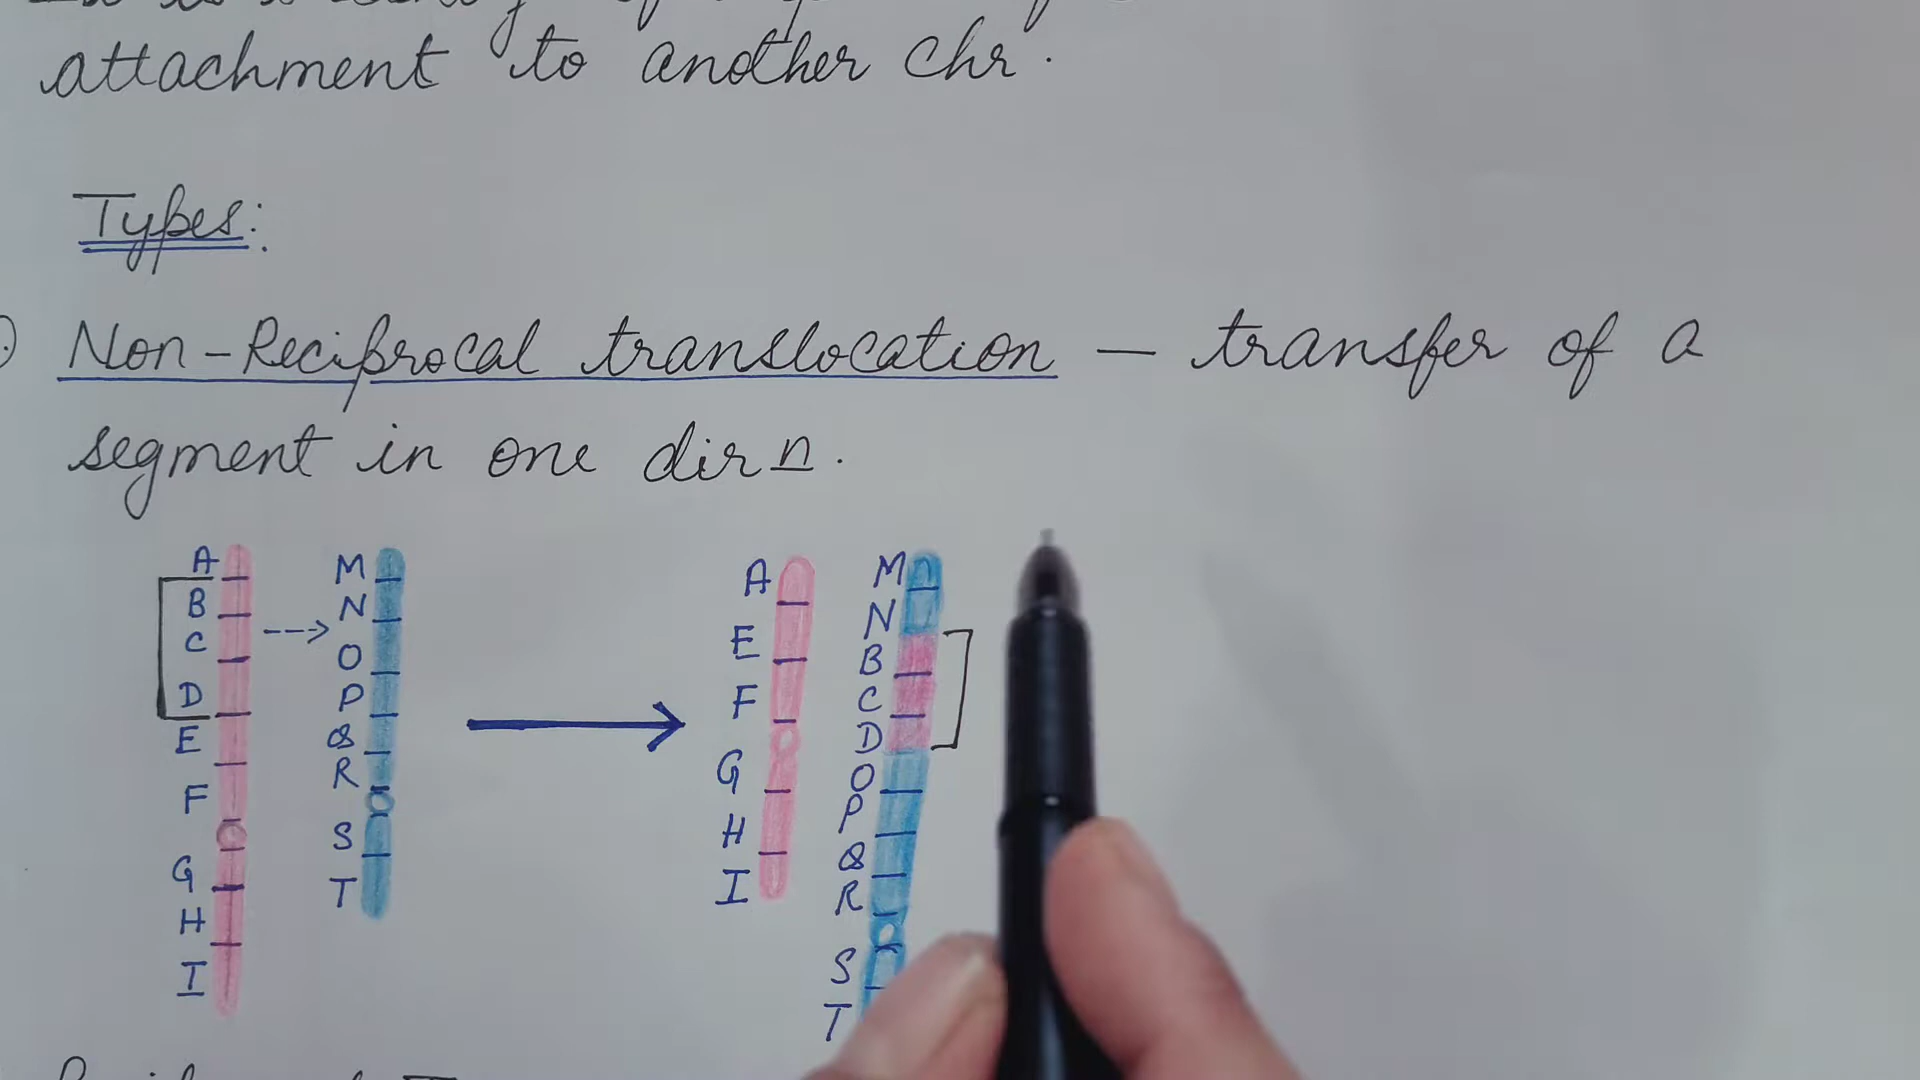 attachment to another chr.
Types:
Non-Reciprocal translocation — transfer of a
segment in one dirn.
A
B
C
D
E
F
G
H
I
M
N
O
P
Q
R
S
T
A
E
F
G
H
I
M
N
B
C
D
O
P
Q
R
S
T